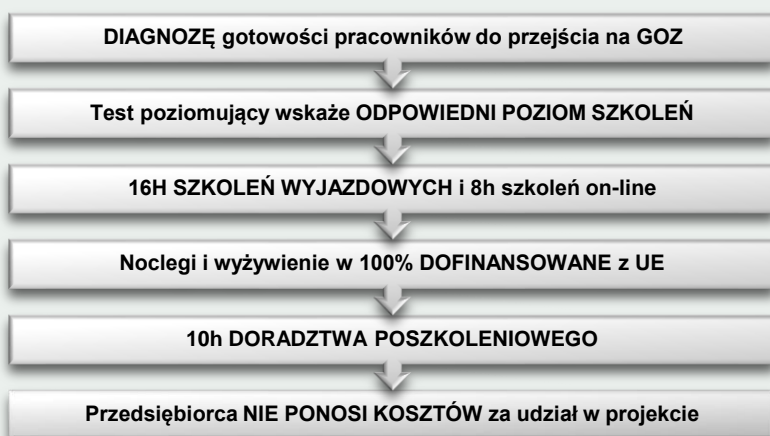 DIAGNOZĘ gotowości pracowników do przejścia na GOZ
Test poziomujący wskaże ODPOWIEDNI POZIOM SZKOLEŃ
16H SZKOLEŃ WYJAZDOWYCH i 8h szkoleń on-line
Noclegi i wyżywienie w 100% DOFINANSOWANE z UE
10h DORADZTWA POSZKOLENIOWEGO
Przedsiębiorca NIE PONOSI KOSZTÓW za udział w projekcie